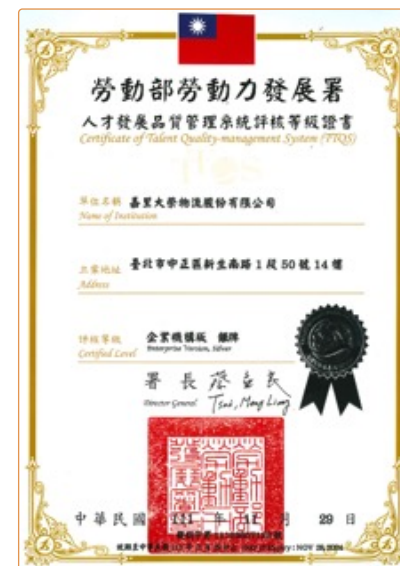 勞動部勞動力發展署
人才發展品質管理系統評核等級證書
Certificate of Talent Quality-management System (TTQS)
單位名稱 嘉里大榮物流股份有限公司
Name of Institution
立案地址 臺北市中正區新生南路1段50號14樓
Address
評核等級 企業機構版 銀牌
Certified Level Enterprise Version, Silver
署長
Director General
中華民國 111 年 11 月 29 日
NOV 28, 2024